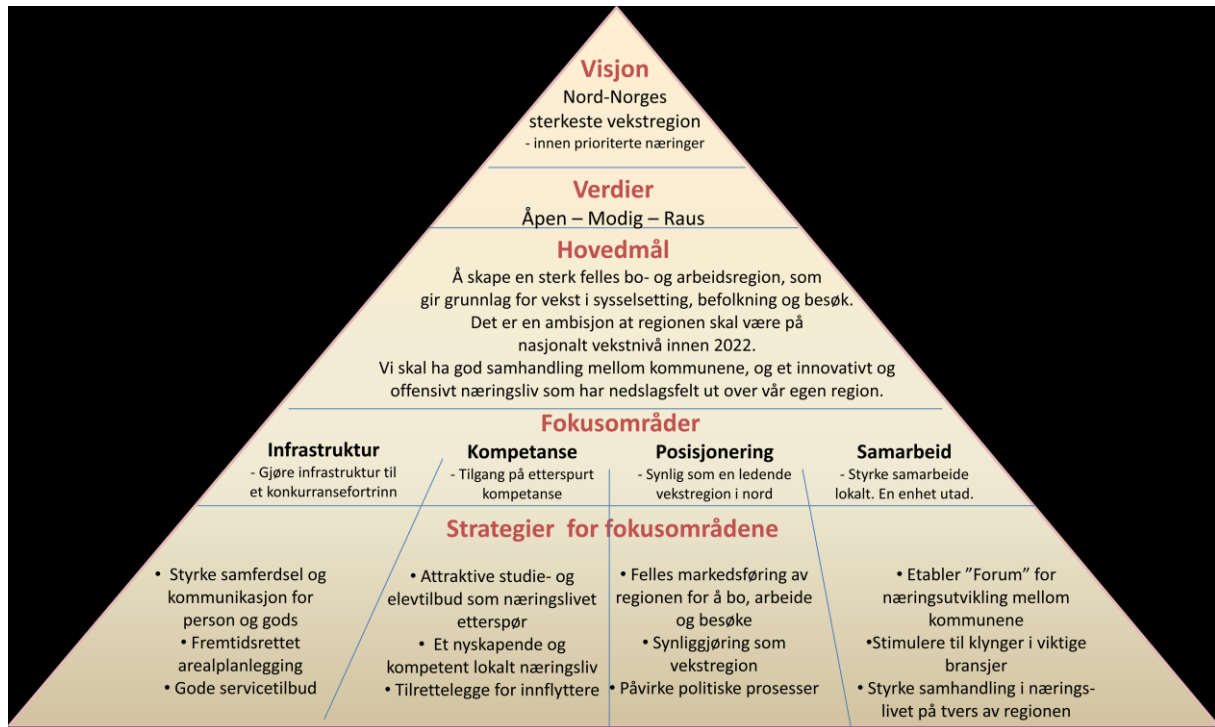 Visjon
Nord-Norges
sterkeste vekstregion
- innen prioriterte næringer
Verdier
Åpen – Modig – Raus
Hovedmål
Å skape en sterk felles bo- og arbeidsregion, som
gir grunnlag for vekst i sysselsetting, befolkning og besøk.
Det er en ambisjon at regionen skal være på
nasjonalt vekstnivå innen 2022.
Vi skal ha god samhandling mellom kommunene, og et innovativt og
offensivt næringsliv som har nedslagsfelt ut over vår egen region.
Fokusområder
Infrastruktur
- Gjøre infrastruktur til
et konkurransefortrinn
Kompetanse
- Tilgang på etterspurt
kompetanse
Posisjonering
- Synlig som en ledende
vekstregion i nord
Samarbeid
- Styrke samarbeide
lokalt. En enhet utad.
Strategier for fokusområdene
• Styrke samferdsel og
kommunikasjon for
person og gods
• Fremtidsrettet
arealplanlegging
• Gode servicetilbud
• Attraktive studie- og
elevtilbud som næringslivet
etterspør
• Et nyskapende og
kompetent lokalt næringsliv
• Tilrettelegge for innflyttere
• Felles markedsføring av
regionen for å bo, arbeide
og besøke
• Synliggjøring som
vekstregion
• Påvirke politiske prosesser
• Etabler ”Forum” for
næringsutvikling mellom
kommunene
•Stimulere til klynger i viktige
bransjer
• Styrke samhandling i nærings-
livet på tvers av regionen